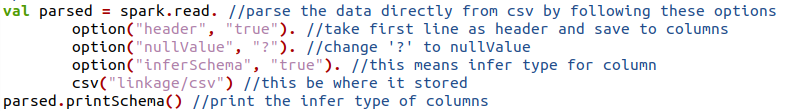 val parsed = spark.read. //parse the data directly from csv by following these options
option("header", "true"). //take first line as header and save to columns
option("nullValue", "?"). //change '?' to nullValue
option("inferSchema", "true"). //this means infer type for column
csv("linkage/csv") //this be where it stored
parsed.printSchema() //print the infer type of columns